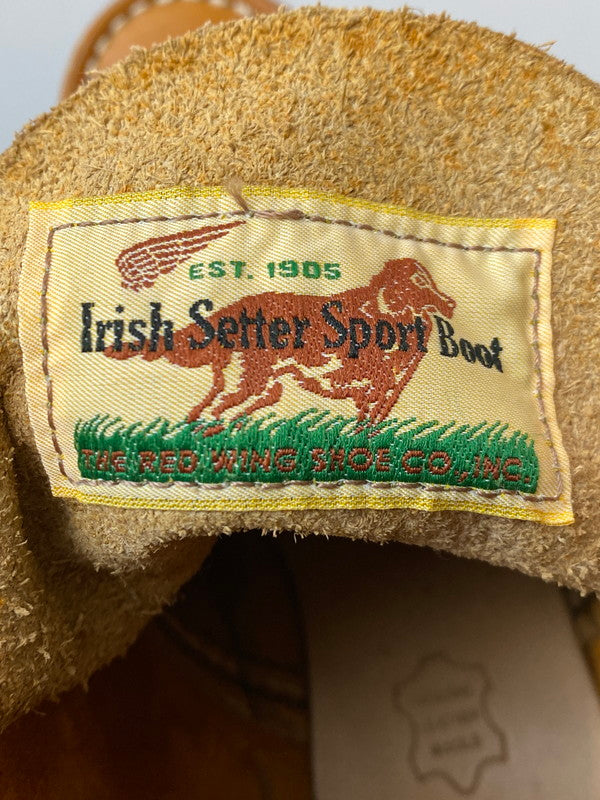 EST. 1905
Irish Setter Sport Boot
THE RED WING SHOE CO., INC.